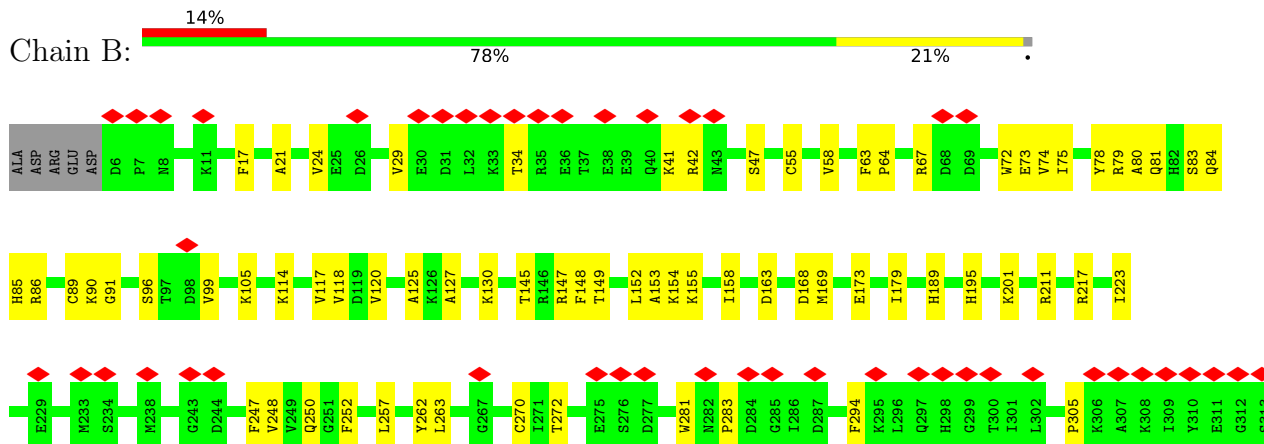 14%
Chain B:
78% 21% •
ALA ASP ARG GLU ASP D6 P7 N8 K11 F17 A21 V24 E25 D26 V29 E30 D31 L32 K33 T34 R35 E36 T37 E38 E39 Q40 K41 R42 N43 S47 C55 V58 F63 P64 R67 D68 D69 W72 E73 V74 I75 Y78 R79 A80 Q81 H82 S83 Q84
H85 R86 C89 K90 G91 S96 T97 D98 V99 K105 K114 V117 V118 D119 V120 A125 K126 A127 K130 T145 R146 R147 F148 T149 L152 A153 K154 K155 I158 D163 D168 M169 E173 I179 H189 H195 K201 R211 R217 I223
E229 M233 S234 M238 G243 D244 F247 V248 V249 Q250 G251 F252 L257 Y262 L263 G267 C270 I271 T272 E275 S276 D277 W281 N282 P283 D284 G285 I286 D287 F294 K295 L296 Q297 H298 G299 T300 I301 L302 P305 K306 A307 K308 I309 Y310 E311 G312